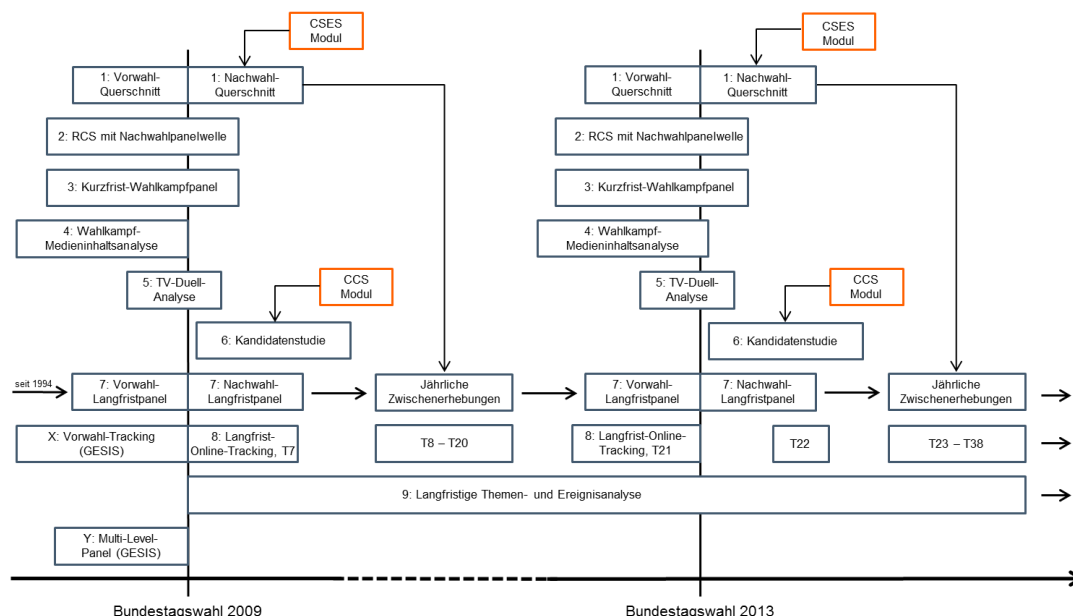 CSES
Modul
CSES
Modul
1: Vorwahl-
Querschnitt
1: Nachwahl-
Querschnitt
1: Vorwahl-
Querschnitt
1: Nachwahl-
Querschnitt
2: RCS mit Nachwahlpanelwelle
2: RCS mit Nachwahlpanelwelle
3: Kurzfrist-Wahlkampfpanel
3: Kurzfrist-Wahlkampfpanel
4: Wahlkampf-
Medieninhaltsanalyse
4: Wahlkampf-
Medieninhaltsanalyse
5: TV-Duell-
Analyse
CCS
Modul
5: TV-Duell-
Analyse
CCS
Modul
6: Kandidatenstudie
6: Kandidatenstudie
seit 1994
7: Vorwahl-
Langfristpanel
7: Nachwahl-
Langfristpanel
Jährliche
Zwischenerhebungen
7: Vorwahl-
Langfristpanel
7: Nachwahl-
Langfristpanel
Jährliche
Zwischenerhebungen
X: Vorwahl-Tracking
(GESIS)
8: Langfrist-
Online-Tracking, T7
T8 – T20
8: Langfrist-Online-
Tracking, T21
T22
T23 – T38
9: Langfristige Themen- und Ereignisanalyse
Y: Multi-Level-
Panel (GESIS)
Bundestagswahl 2009
Bundestagswahl 2013